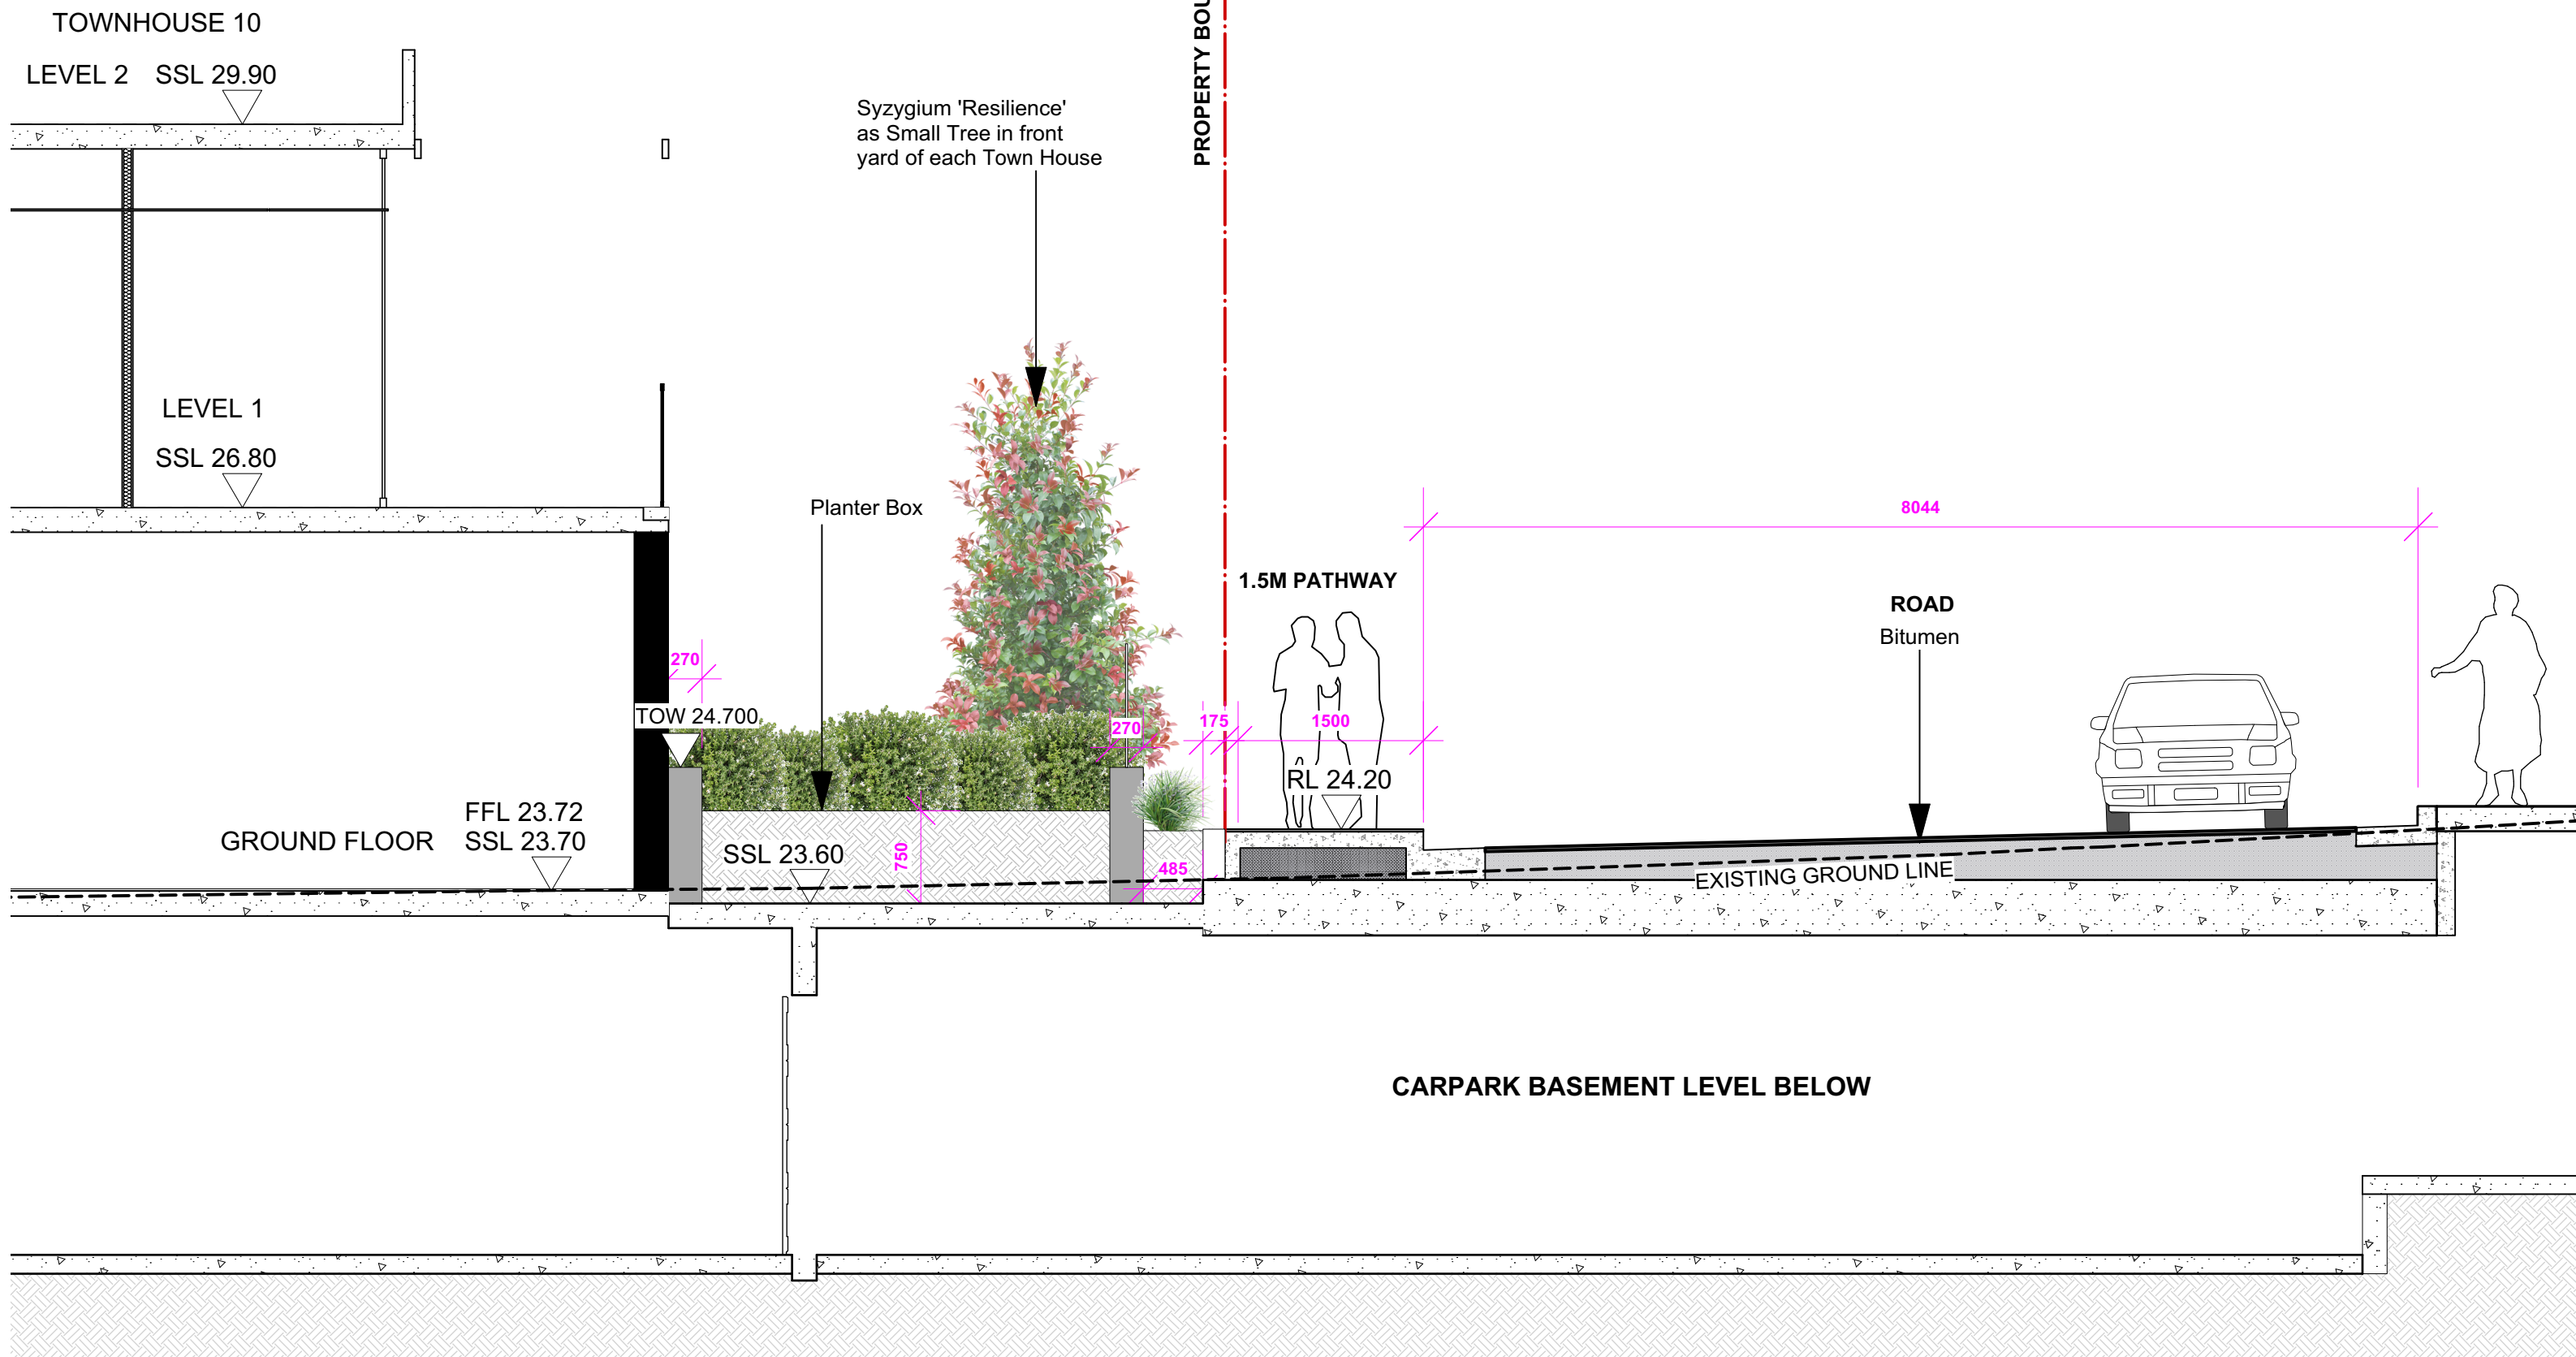 TOWNHOUSE 10
LEVEL 2 SSL 29.90
PROPERTY BOU
Syzygium 'Resilience'
as Small Tree in front
yard of each Town House
LEVEL 1
SSL 26.80
Planter Box
8044
1.5M PATHWAY
ROAD
Bitumen
270
TOW 24.700
270
175
1500
RL 24.20
FFL 23.72
GROUND FLOOR SSL 23.70
SSL 23.60
750
485
EXISTING GROUND LINE
CARPARK BASEMENT LEVEL BELOW